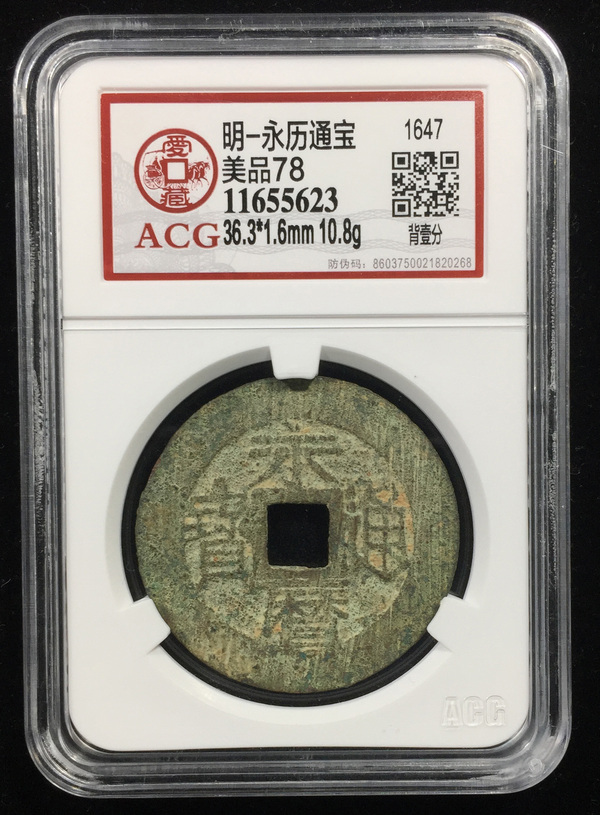 明-永历通宝
1647
美品78
11655623
ACG
36.3*1.6mm 10.8g
背壹分
防伪码：8603750021820268
愛藏
永曆通寶
ACG